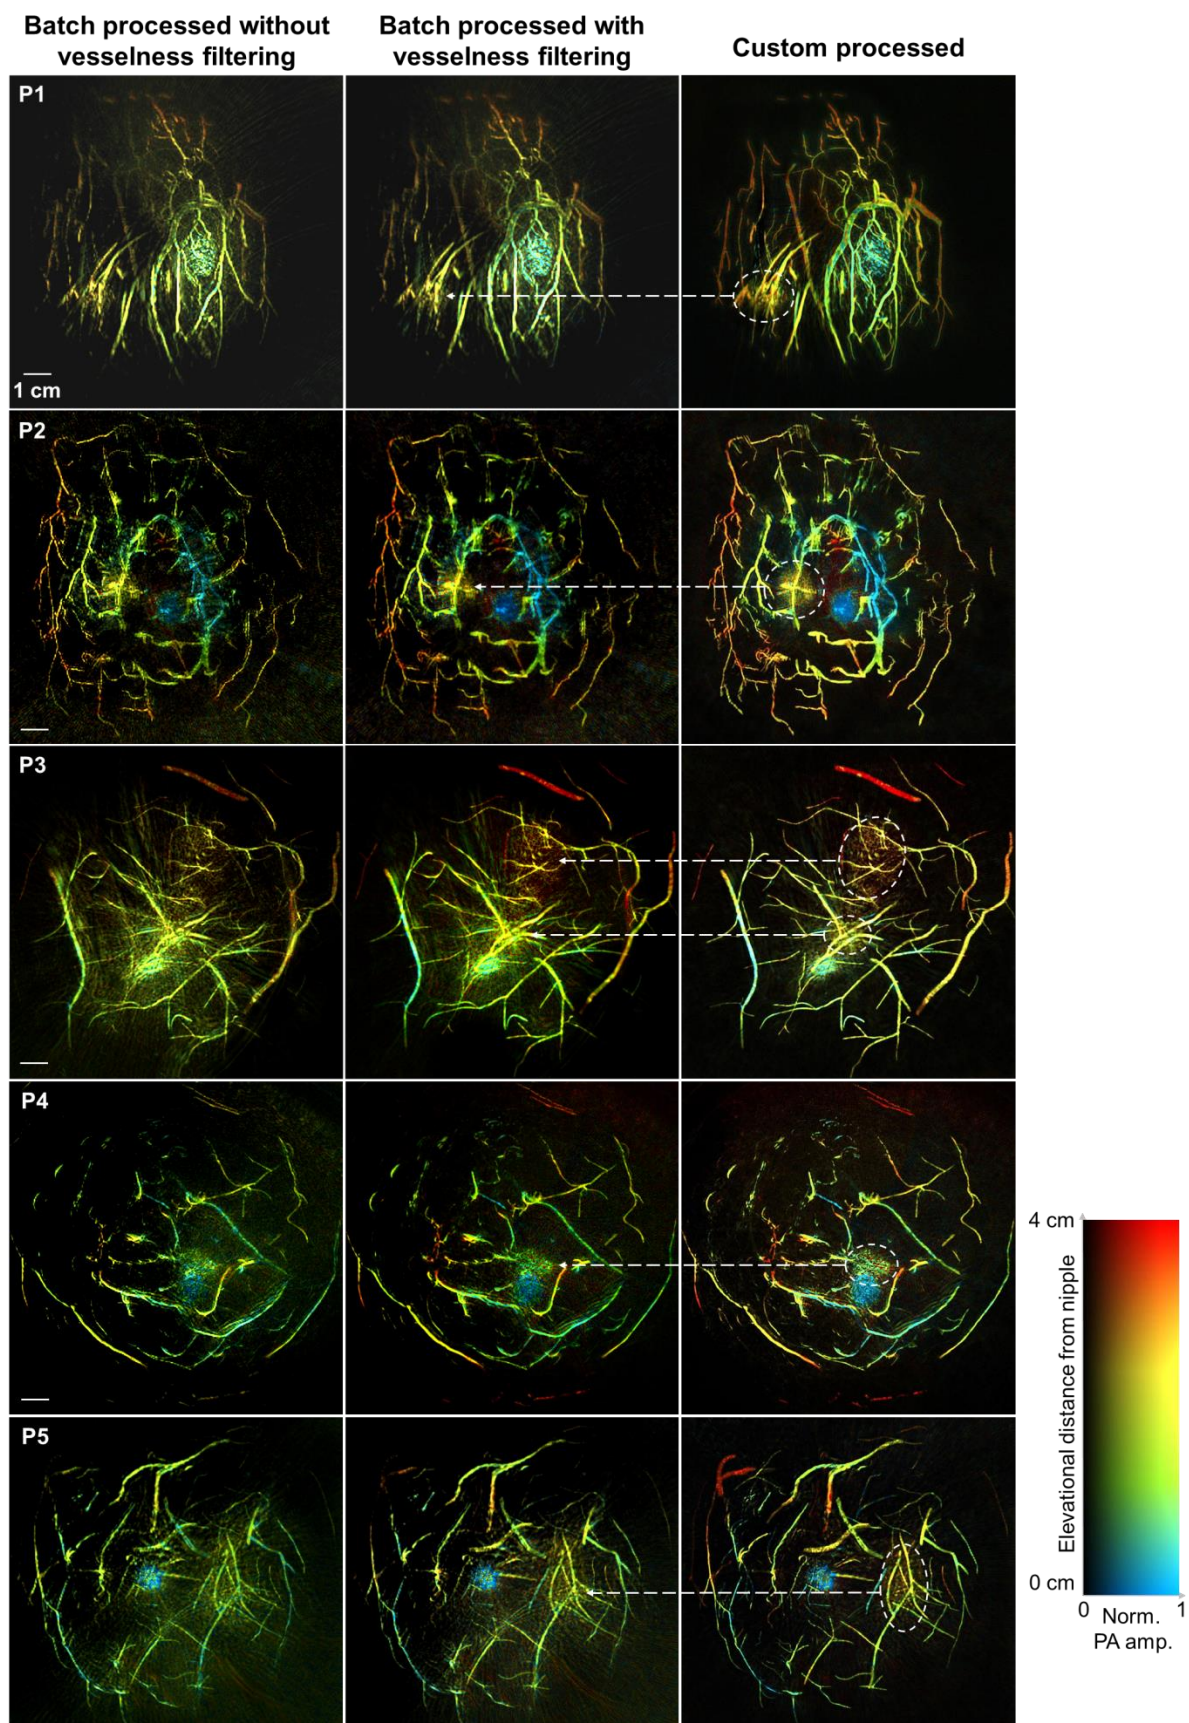 Batch processed without
vesselness filtering
Batch processed with
vesselness filtering
Custom processed
P1
1 cm
P2
P3
P4
P5
4 cm
Elevational distance from nipple
0 cm
0
1
Norm.
PA amp.